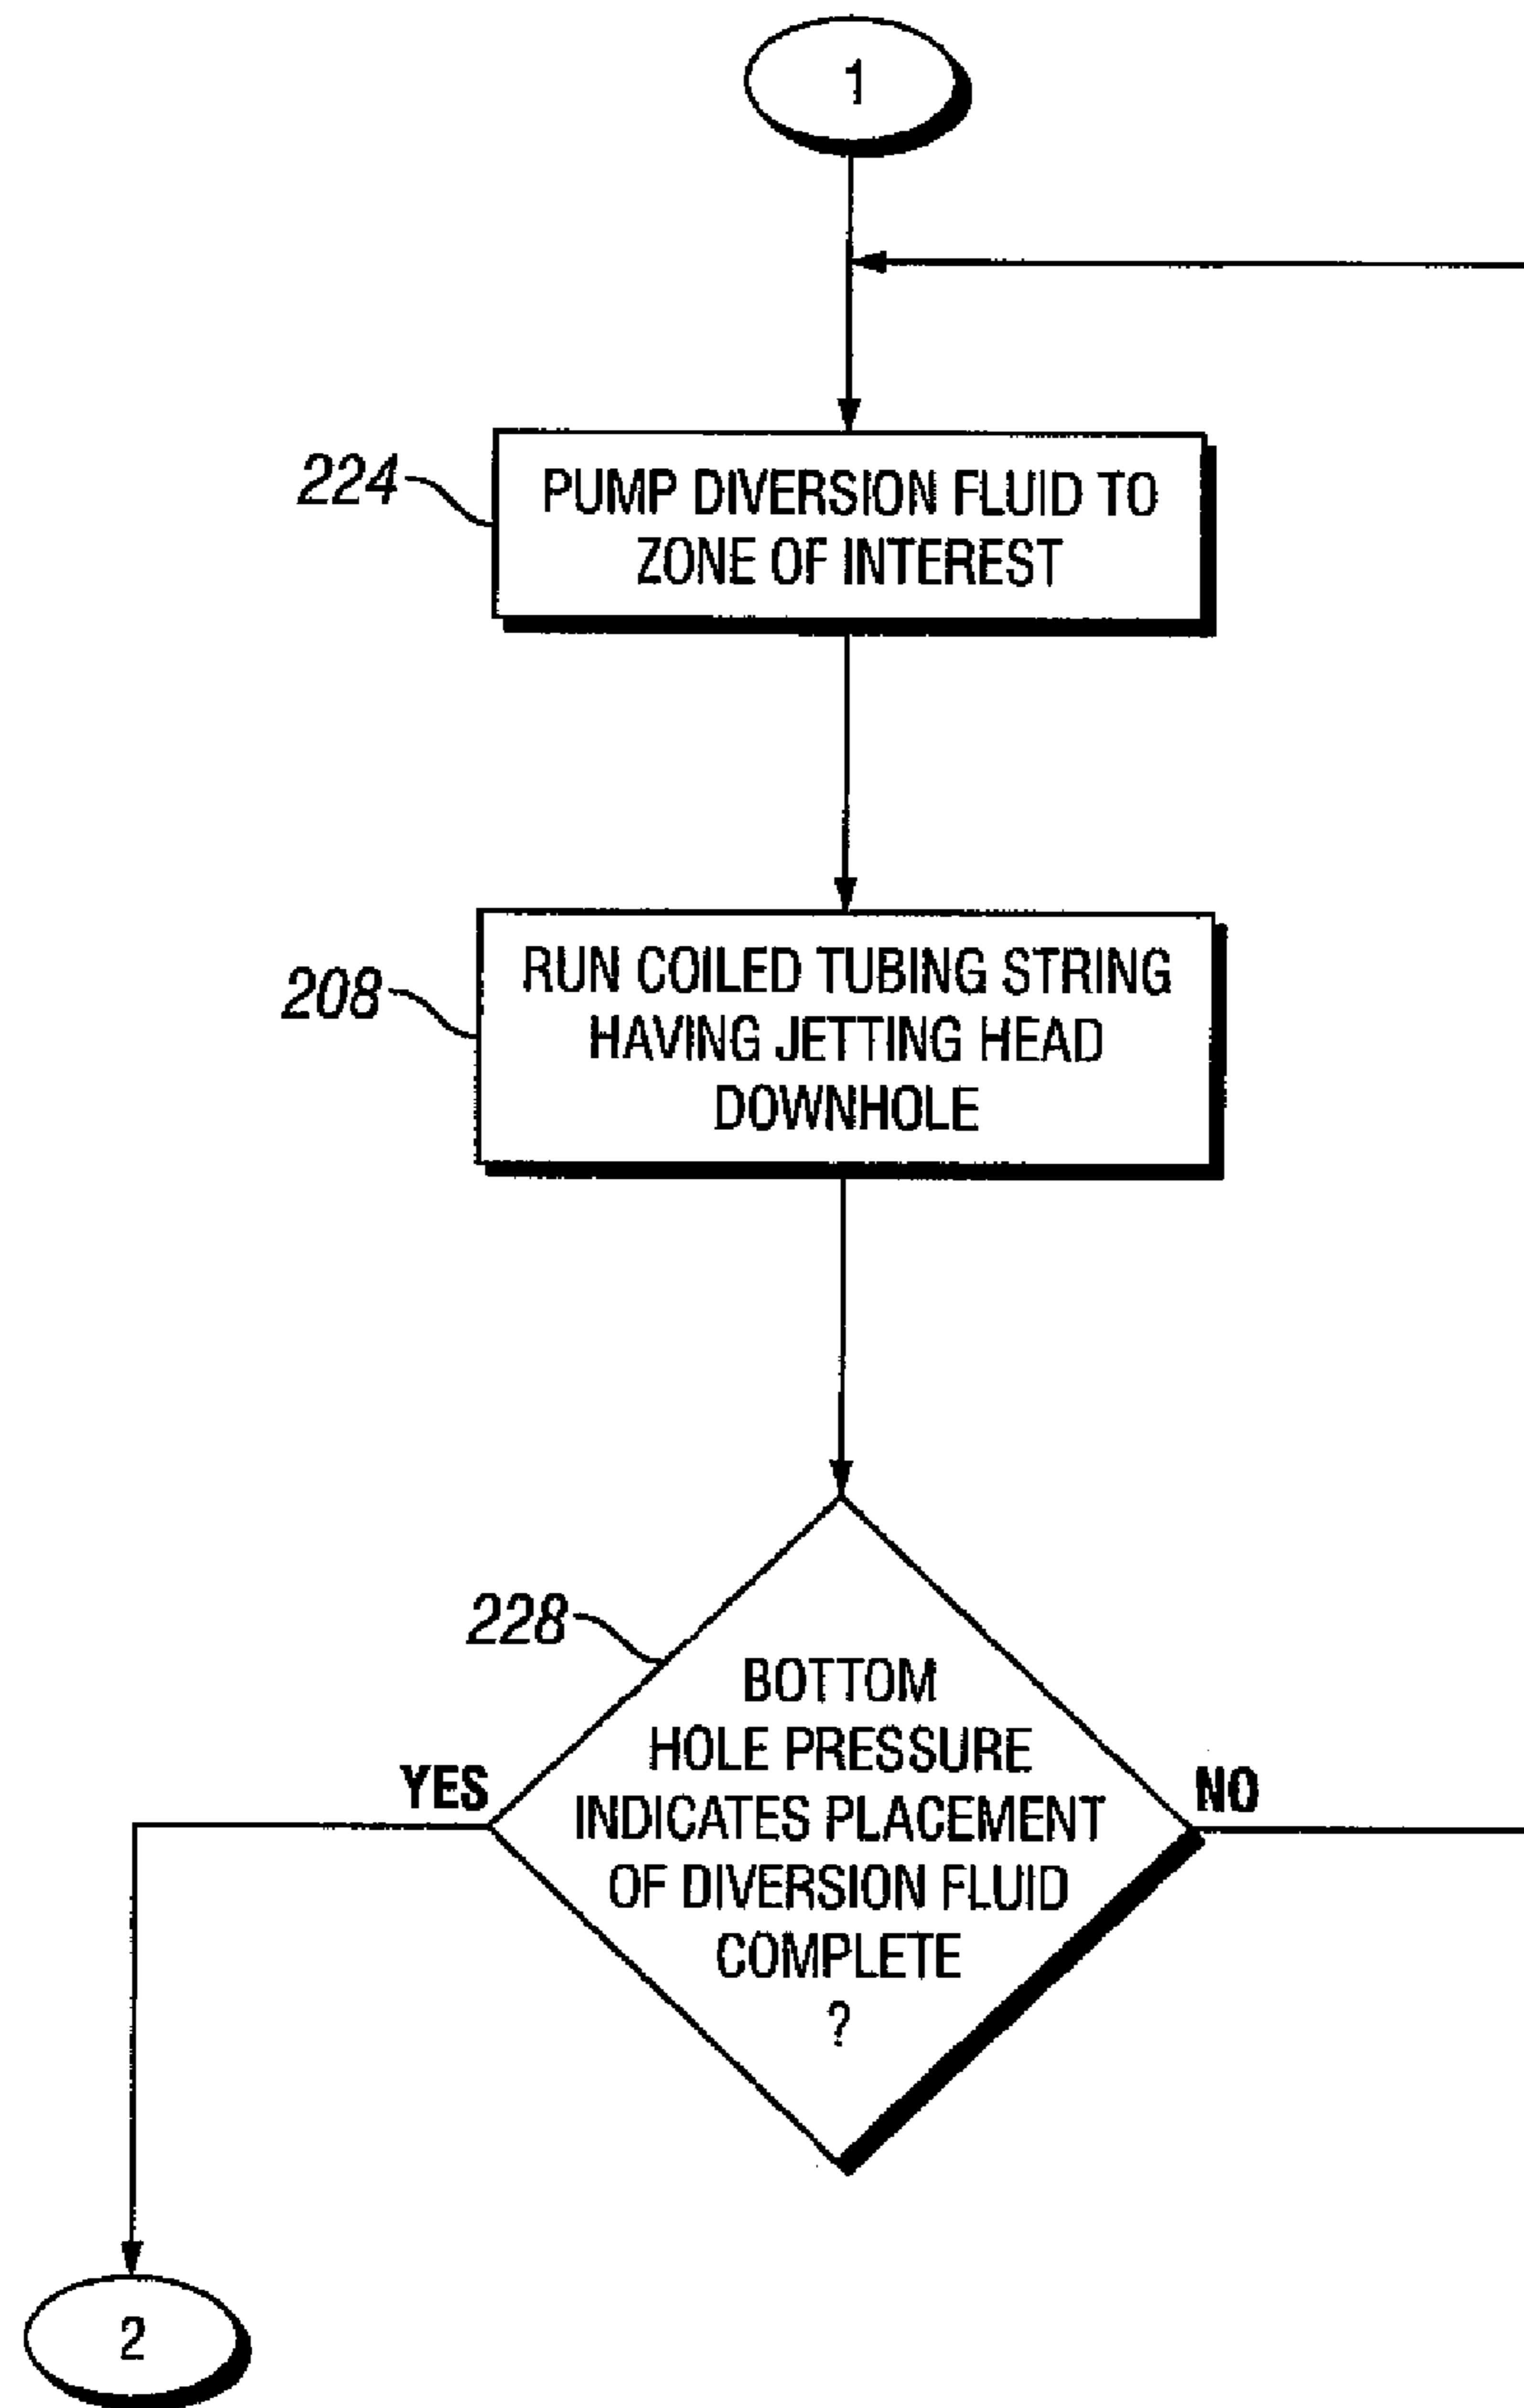 1
224
PUMP DIVERSION FLUID TO
ZONE OF INTEREST
208
RUN COILED TUBING STRING
HAVING JETTING HEAD
DOWNHOLE
228
BOTTOM
HOLE PRESSURE
INDICATES PLACEMENT
OF DIVERSION FLUID
COMPLETE
?
YES
NO
2